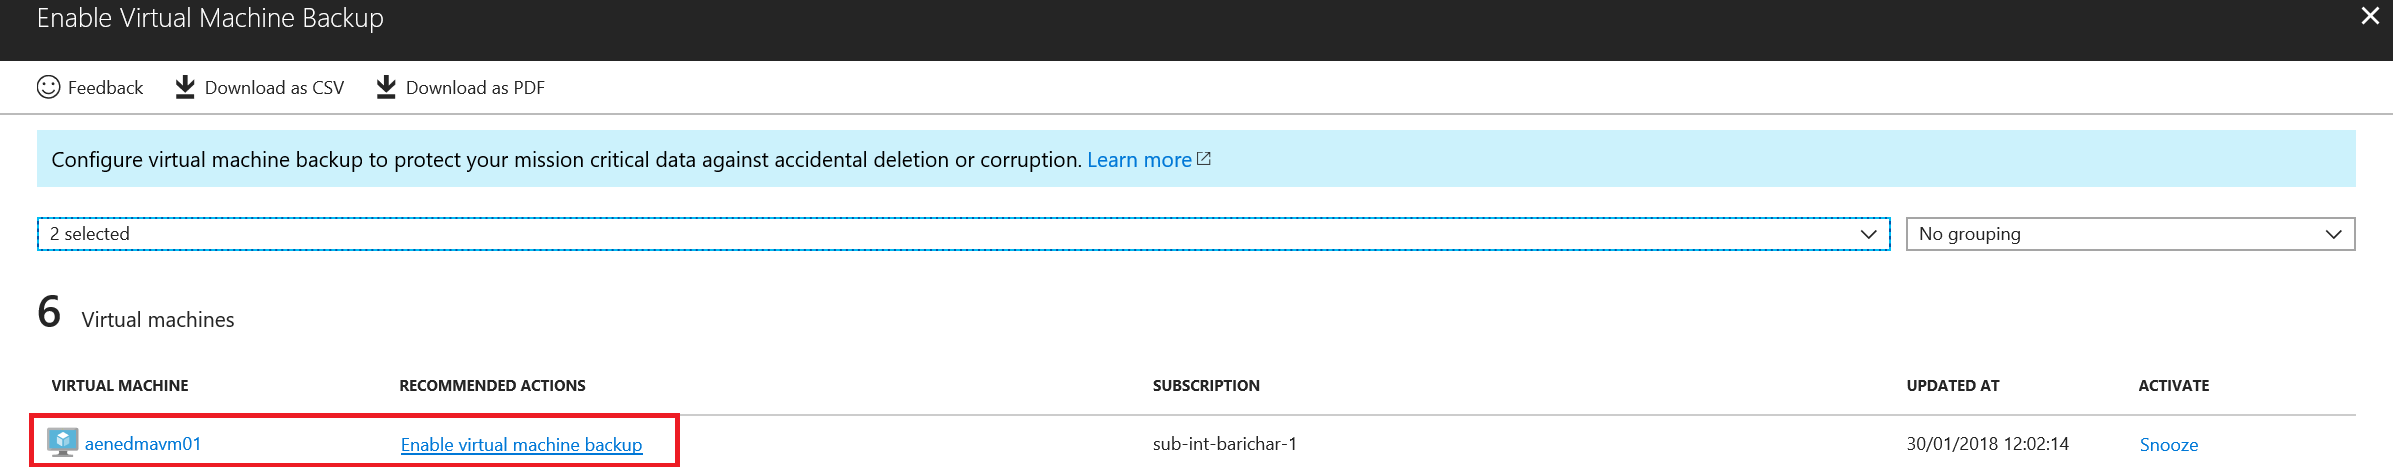 Enable Virtual Machine Backup
Feedback Download as CSV Download as PDF
Configure virtual machine backup to protect your mission critical data against accidental deletion or corruption. Learn more
2 selected No grouping
6 Virtual machines
VIRTUAL MACHINE RECOMMENDED ACTIONS SUBSCRIPTION UPDATED AT ACTIVATE
aenedmavm01 Enable virtual machine backup sub-int-barichar-1 30/01/2018 12:02:14 Snooze